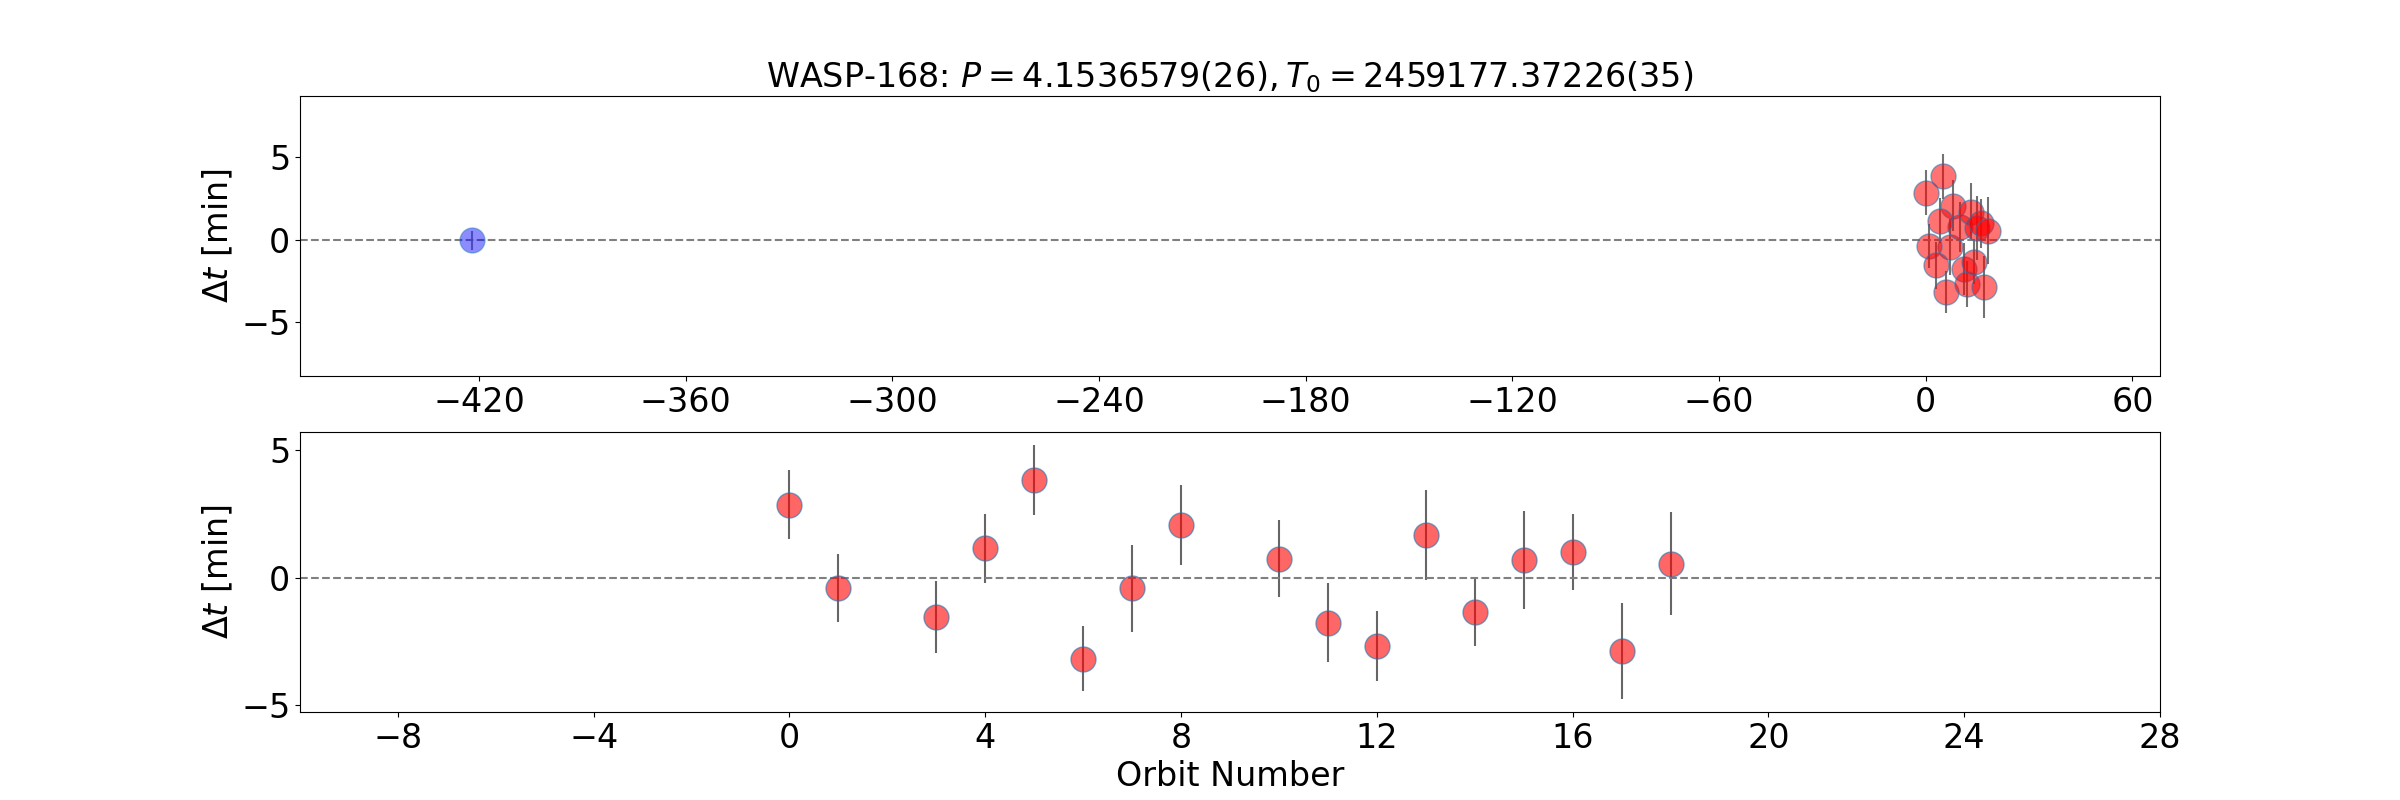 WASP-168: P = 4.1536579(26), T₀ = 2459177.37226(35)
Δt [min]
5
0
−5
−420 −360 −300 −240 −180 −120 −60 0 60
Δt [min]
5
0
−5
−8 −4 0 4 8 12 16 20 24 28
Orbit Number